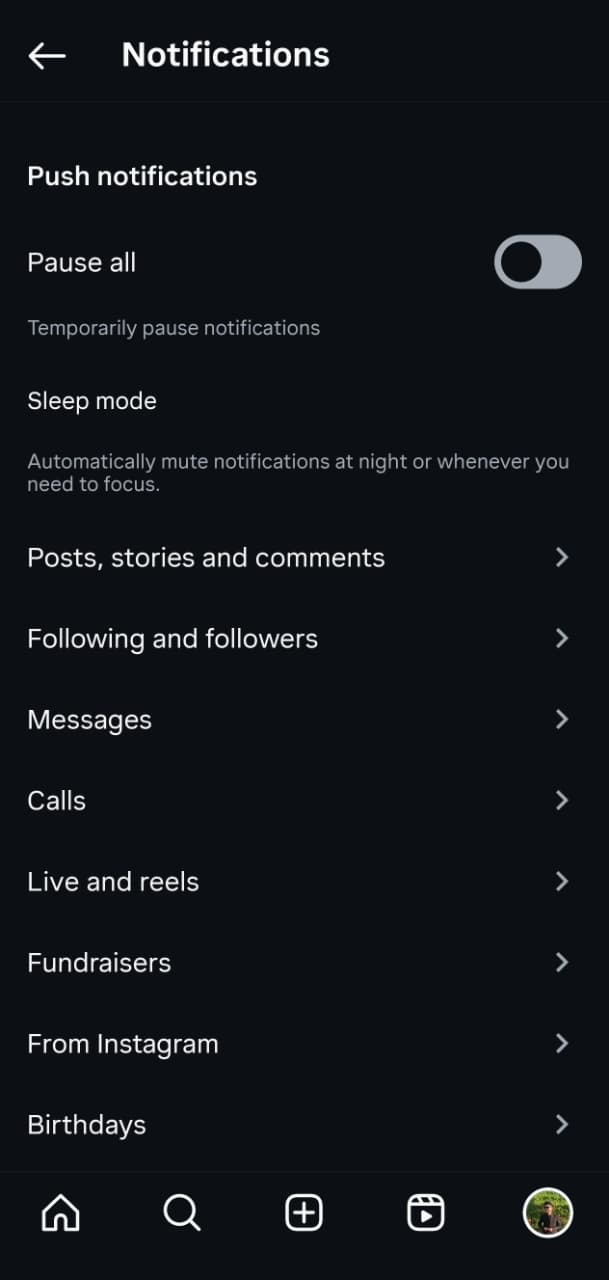 Notifications
Push notifications
Pause all
Temporarily pause notifications
Sleep mode
Automatically mute notifications at night or whenever you
need to focus.
Posts, stories and comments
Following and followers
Messages
Calls
Live and reels
Fundraisers
From Instagram
Birthdays